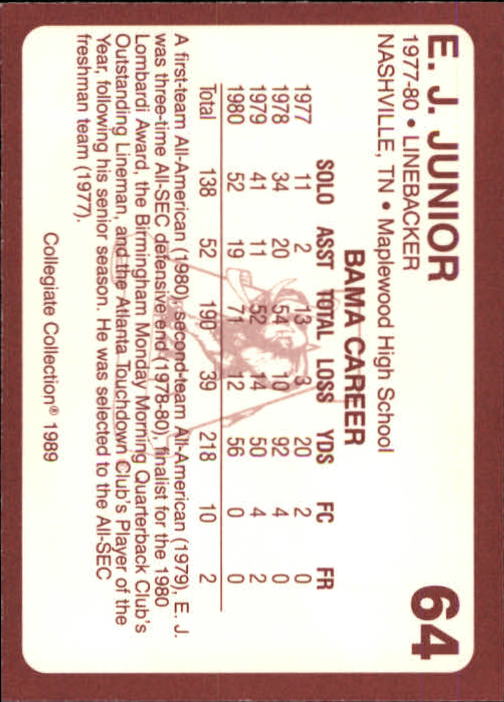 E. J. JUNIOR 64
1977-80 • LINEBACKER
NASHVILLE, TN • Maplewood High School
BAMA CAREER
SOLO ASST TOTAL LOSS YDS FC FR
1977 11 2 13 3 20 2 0
1978 34 20 54 10 92 4 0
1979 41 11 52 14 50 4 2
1980 52 19 71 12 56 0 0
Total 138 52 190 39 218 10 2
A first-team All-American (1980), second-team All-American (1979), E. J.
was three-time All-SEC defensive end (1978-80), finalist for the 1980
Lombardi Award, the Birmingham Monday Morning Quarterback Club's
Outstanding Lineman, and the Atlanta Touchdown Club's Player of the
Year, following his senior season. He was selected to the All-SEC
freshman team (1977).
Collegiate Collection® 1989